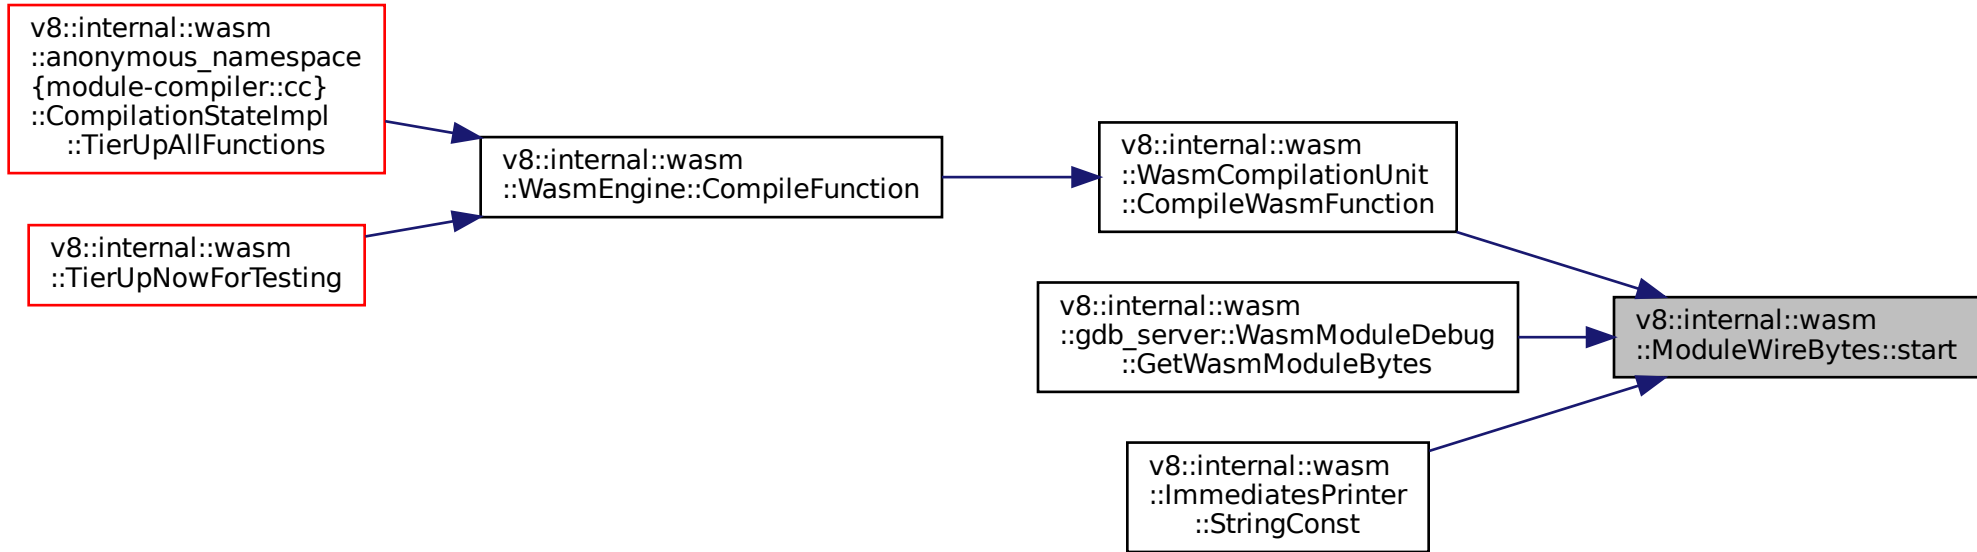 v8::internal::wasm
::anonymous_namespace
{module-compiler::cc}
::CompilationStateImpl
::TierUpAllFunctions
v8::internal::wasm
::TierUpNowForTesting
v8::internal::wasm
::WasmEngine::CompileFunction
v8::internal::wasm
::WasmCompilationUnit
::CompileWasmFunction
v8::internal::wasm
::gdb_server::WasmModuleDebug
::GetWasmModuleBytes
v8::internal::wasm
::ImmediatesPrinter
::StringConst
v8::internal::wasm
::ModuleWireBytes::start